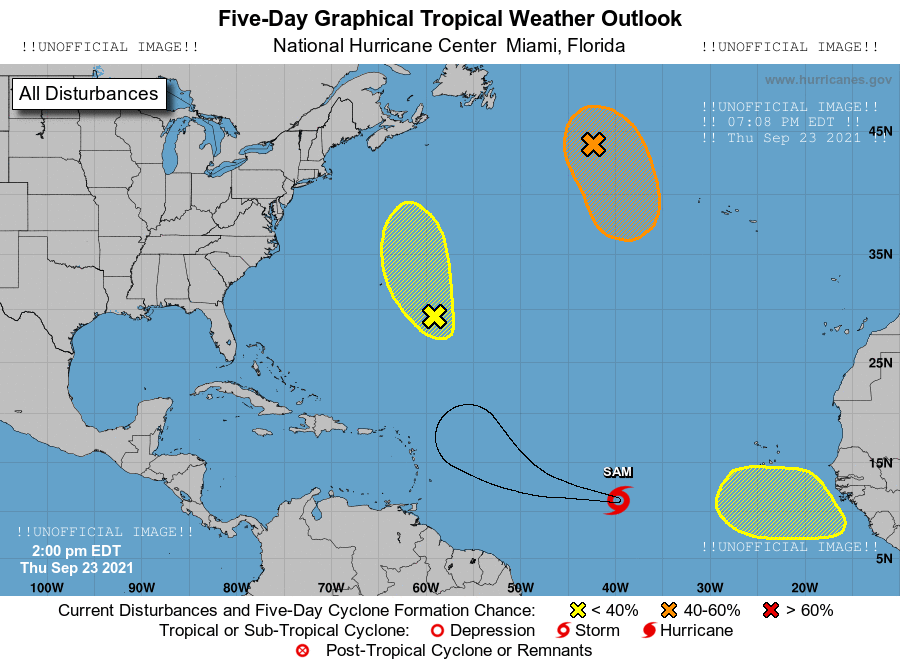 Five-Day Graphical Tropical Weather Outlook
!!UNOFFICIAL IMAGE!! National Hurricane Center Miami, Florida !!UNOFFICIAL IMAGE!!
www.hurricanes.gov
All Disturbances
!!UNOFFICIAL IMAGE!!
!! 07:08 PM EDT !!
!! Thu Sep 23 2021 !!
45N
35N
25N
15N
SAM
!!UNOFFICIAL IMAGE!!
2:00 pm EDT
Thu Sep 23 2021
!!UNOFFICIAL IMAGE!!
5N
100W 90W 80W 70W 60W 50W 40W 30W 20W
Current Disturbances and Five-Day Cyclone Formation Chance: < 40% 40-60% > 60%
Tropical or Sub-Tropical Cyclone: Depression Storm Hurricane
Post-Tropical Cyclone or Remnants